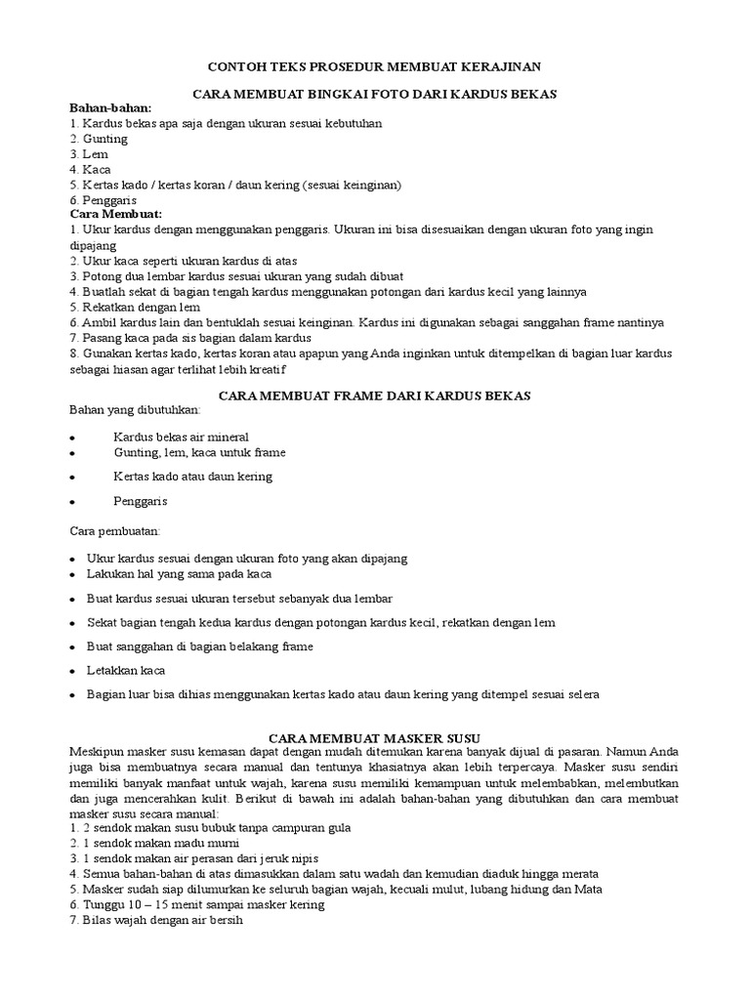 CONTOH TEKS PROSEDUR MEMBUAT KERAJINAN
CARA MEMBUAT BINGKAI FOTO DARI KARDUS BEKAS
Bahan-bahan:
1. Kardus bekas apa saja dengan ukuran sesuai kebutuhan
2. Gunting
3. Lem
4. Kaca
5. Kertas kado / kertas koran / daun kering (sesuai keinginan)
6. Penggaris
Cara Membuat:
1. Ukur kardus dengan menggunakan penggaris. Ukuran ini bisa disesuaikan dengan ukuran foto yang ingin
dipajang
2. Ukur kaca seperti ukuran kardus di atas
3. Potong dua lembar kardus sesuai ukuran yang sudah dibuat
4. Buatlah sekat di bagian tengah kardus menggunakan potongan dari kardus kecil yang lainnya
5. Rekatkan dengan lem
6. Ambil kardus lain dan bentuklah sesuai keinginan. Kardus ini digunakan sebagai sanggahan frame nantinya
7. Pasang kaca pada sis bagian dalam kardus
8. Gunakan kertas kado, kertas koran atau apapun yang Anda inginkan untuk ditempelkan di bagian luar kardus
sebagai hiasan agar terlihat lebih kreatif
CARA MEMBUAT FRAME DARI KARDUS BEKAS
Bahan yang dibutuhkan:
• Kardus bekas air mineral
• Gunting, lem, kaca untuk frame
• Kertas kado atau daun kering
• Penggaris
Cara pembuatan:
• Ukur kardus sesuai dengan ukuran foto yang akan dipajang
• Lakukan hal yang sama pada kaca
• Buat kardus sesuai ukuran tersebut sebanyak dua lembar
• Sekat bagian tengah kedua kardus dengan potongan kardus kecil, rekatkan dengan lem
• Buat sanggahan di bagian belakang frame
• Letakkan kaca
• Bagian luar bisa dihias menggunakan kertas kado atau daun kering yang ditempel sesuai selera
CARA MEMBUAT MASKER SUSU
Meskipun masker susu kemasan dapat dengan mudah ditemukan karena banyak dijual di pasaran. Namun Anda
juga bisa membuatnya secara manual dan tentunya khasiatnya akan lebih terpercaya. Masker susu sendiri
memiliki banyak manfaat untuk wajah, karena susu memiliki kemampuan untuk melembabkan, melembutkan
dan juga mencerahkan kulit. Berikut di bawah ini adalah bahan-bahan yang dibutuhkan dan cara membuat
masker susu secara manual:
1. 2 sendok makan susu bubuk tanpa campuran gula
2. 1 sendok makan madu murni
3. 1 sendok makan air perasan dari jeruk nipis
4. Semua bahan-bahan di atas dimasukkan dalam satu wadah dan kemudian diaduk hingga merata
5. Masker sudah siap dilumurkan ke seluruh bagian wajah, kecuali mulut, lubang hidung dan Mata
6. Tunggu 10 – 15 menit sampai masker kering
7. Bilas wajah dengan air bersih